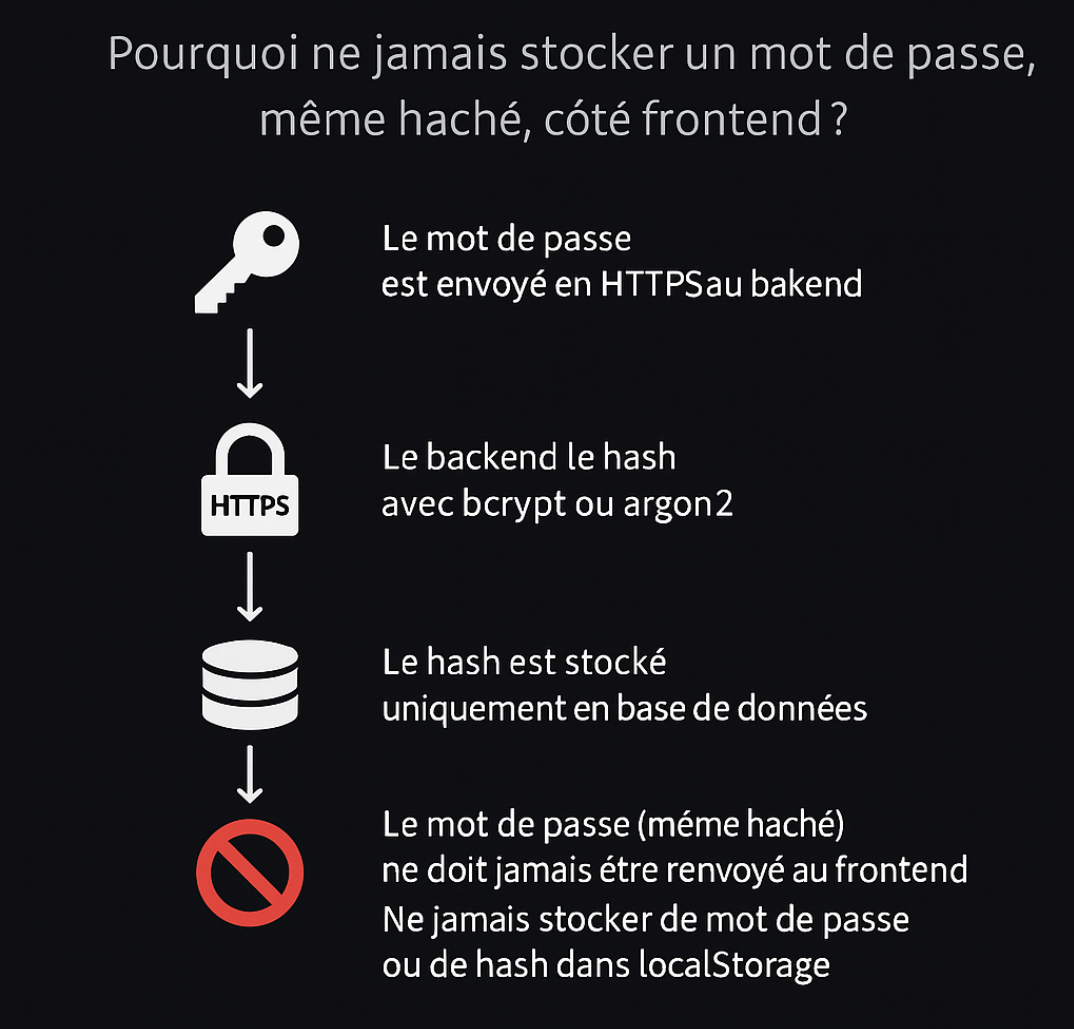 Pourquoi ne jamais stocker un mot de passe,
même haché, cóté frontend ?
Le mot de passe
est envoyé en HTTPSau bakend
HTTPS
Le backend le hash
avec bcrypt ou argon2
Le hash est stocké
uniquement en base de données
Le mot de passe (méme haché)
ne doit jamais étre renvoyé au frontend
Ne jamais stocker de mot de passe
ou de hash dans localStorage